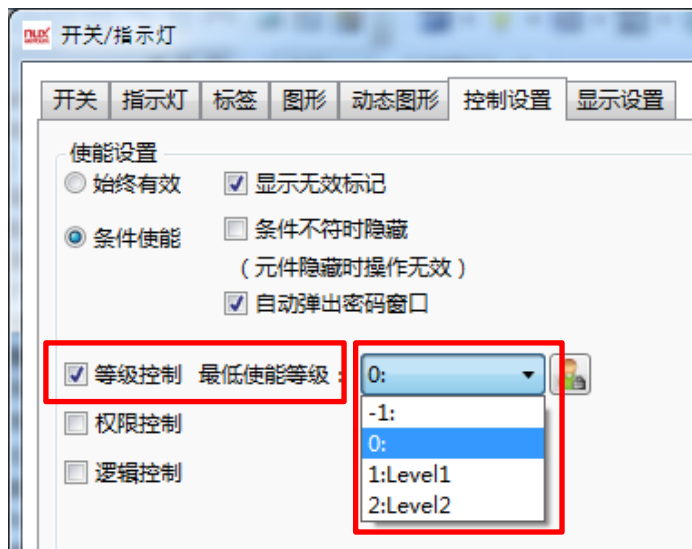 开关/指示灯
开关 指示灯 标签 图形 动态图形 控制设置 显示设置
使能设置
始终有效 显示无效标记
条件使能 条件不符时隐藏
（元件隐藏时操作无效）
自动弹出密码窗口
等级控制 最低使能等级： 0:
-1:
0:
权限控制
1:Level1
逻辑控制
2:Level2